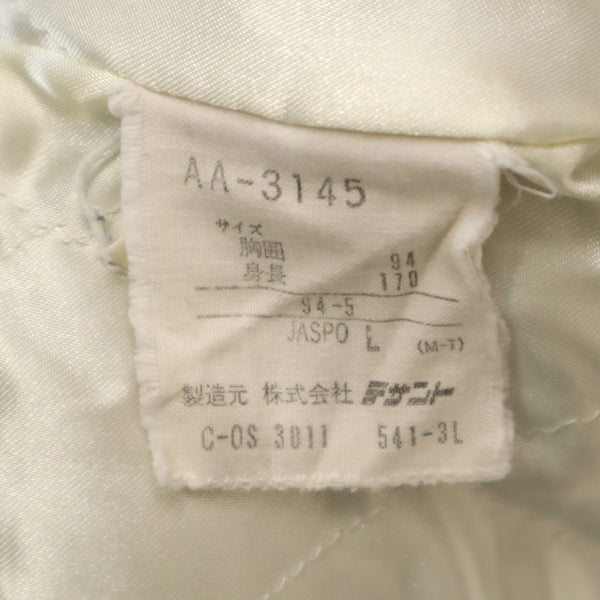 AA-3145
サイズ
胸囲 94
身長 170
94-5
JASPO L (M-T)
製造元 株式会社 デサント
C-OS 3811 541-3L